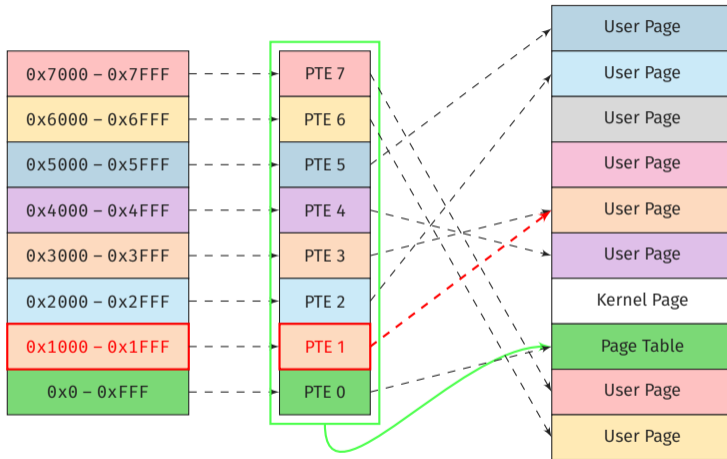 0x7000 – 0x7FFF
0x6000 – 0x6FFF
0x5000 – 0x5FFF
0x4000 – 0x4FFF
0x3000 – 0x3FFF
0x2000 – 0x2FFF
0x1000 – 0x1FFF
0x0 – 0xFFF
PTE 7
PTE 6
PTE 5
PTE 4
PTE 3
PTE 2
PTE 1
PTE 0
User Page
User Page
User Page
User Page
User Page
User Page
Kernel Page
Page Table
User Page
User Page